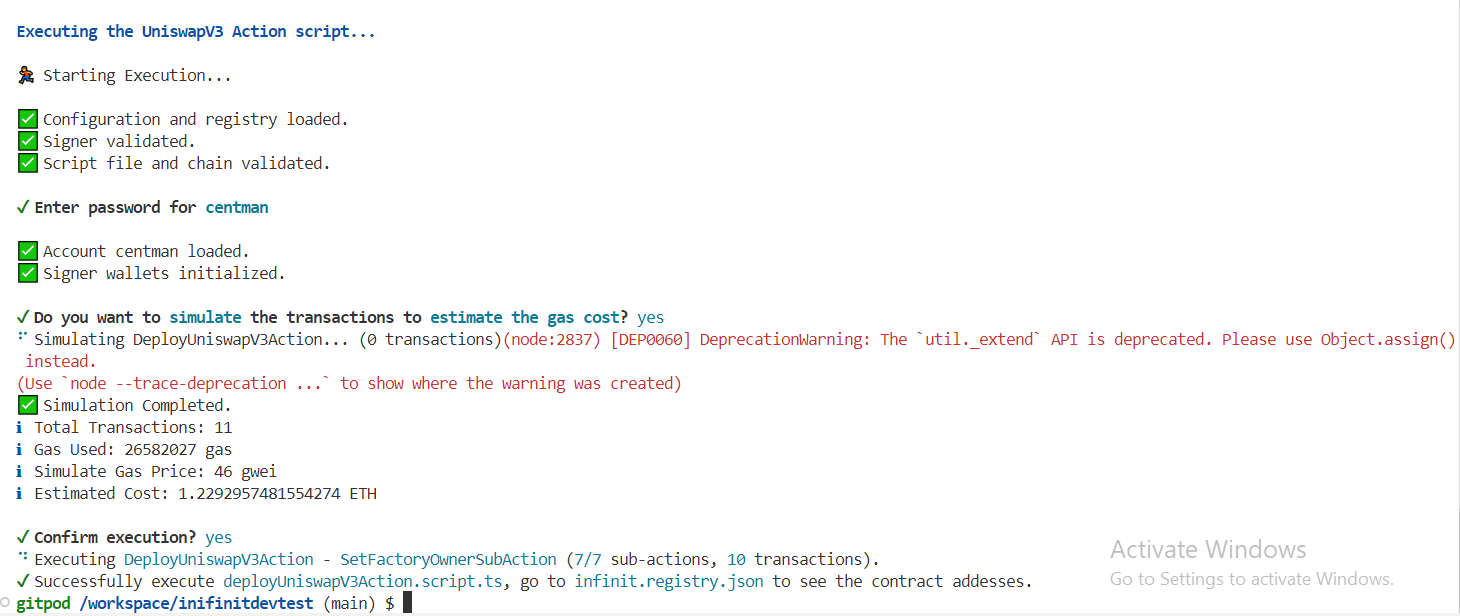 Executing the UniswapV3 Action script...
Starting Execution...
Configuration and registry loaded.
Signer validated.
Script file and chain validated.
Enter password for centman
Account centman loaded.
Signer wallets initialized.
Do you want to simulate the transactions to estimate the gas cost? yes
Simulating DeployUniswapV3Action... (0 transactions)(node:2837) [DEP0060] DeprecationWarning: The `util._extend` API is deprecated. Please use Object.assign()
instead.
(Use `node --trace-deprecation ...` to show where the warning was created)
Simulation Completed.
i Total Transactions: 11
i Gas Used: 26582027 gas
i Simulate Gas Price: 46 gwei
i Estimated Cost: 1.2292957481554274 ETH
Confirm execution? yes
Executing DeployUniswapV3Action - SetFactoryOwnerSubAction (7/7 sub-actions, 10 transactions).
Successfully execute deployUniswapV3Action.script.ts, go to infinit.registry.json to see the contract addesses.
gitpod /workspace/inifinitdevtest (main) $
Activate Windows
Go to Settings to activate Windows.